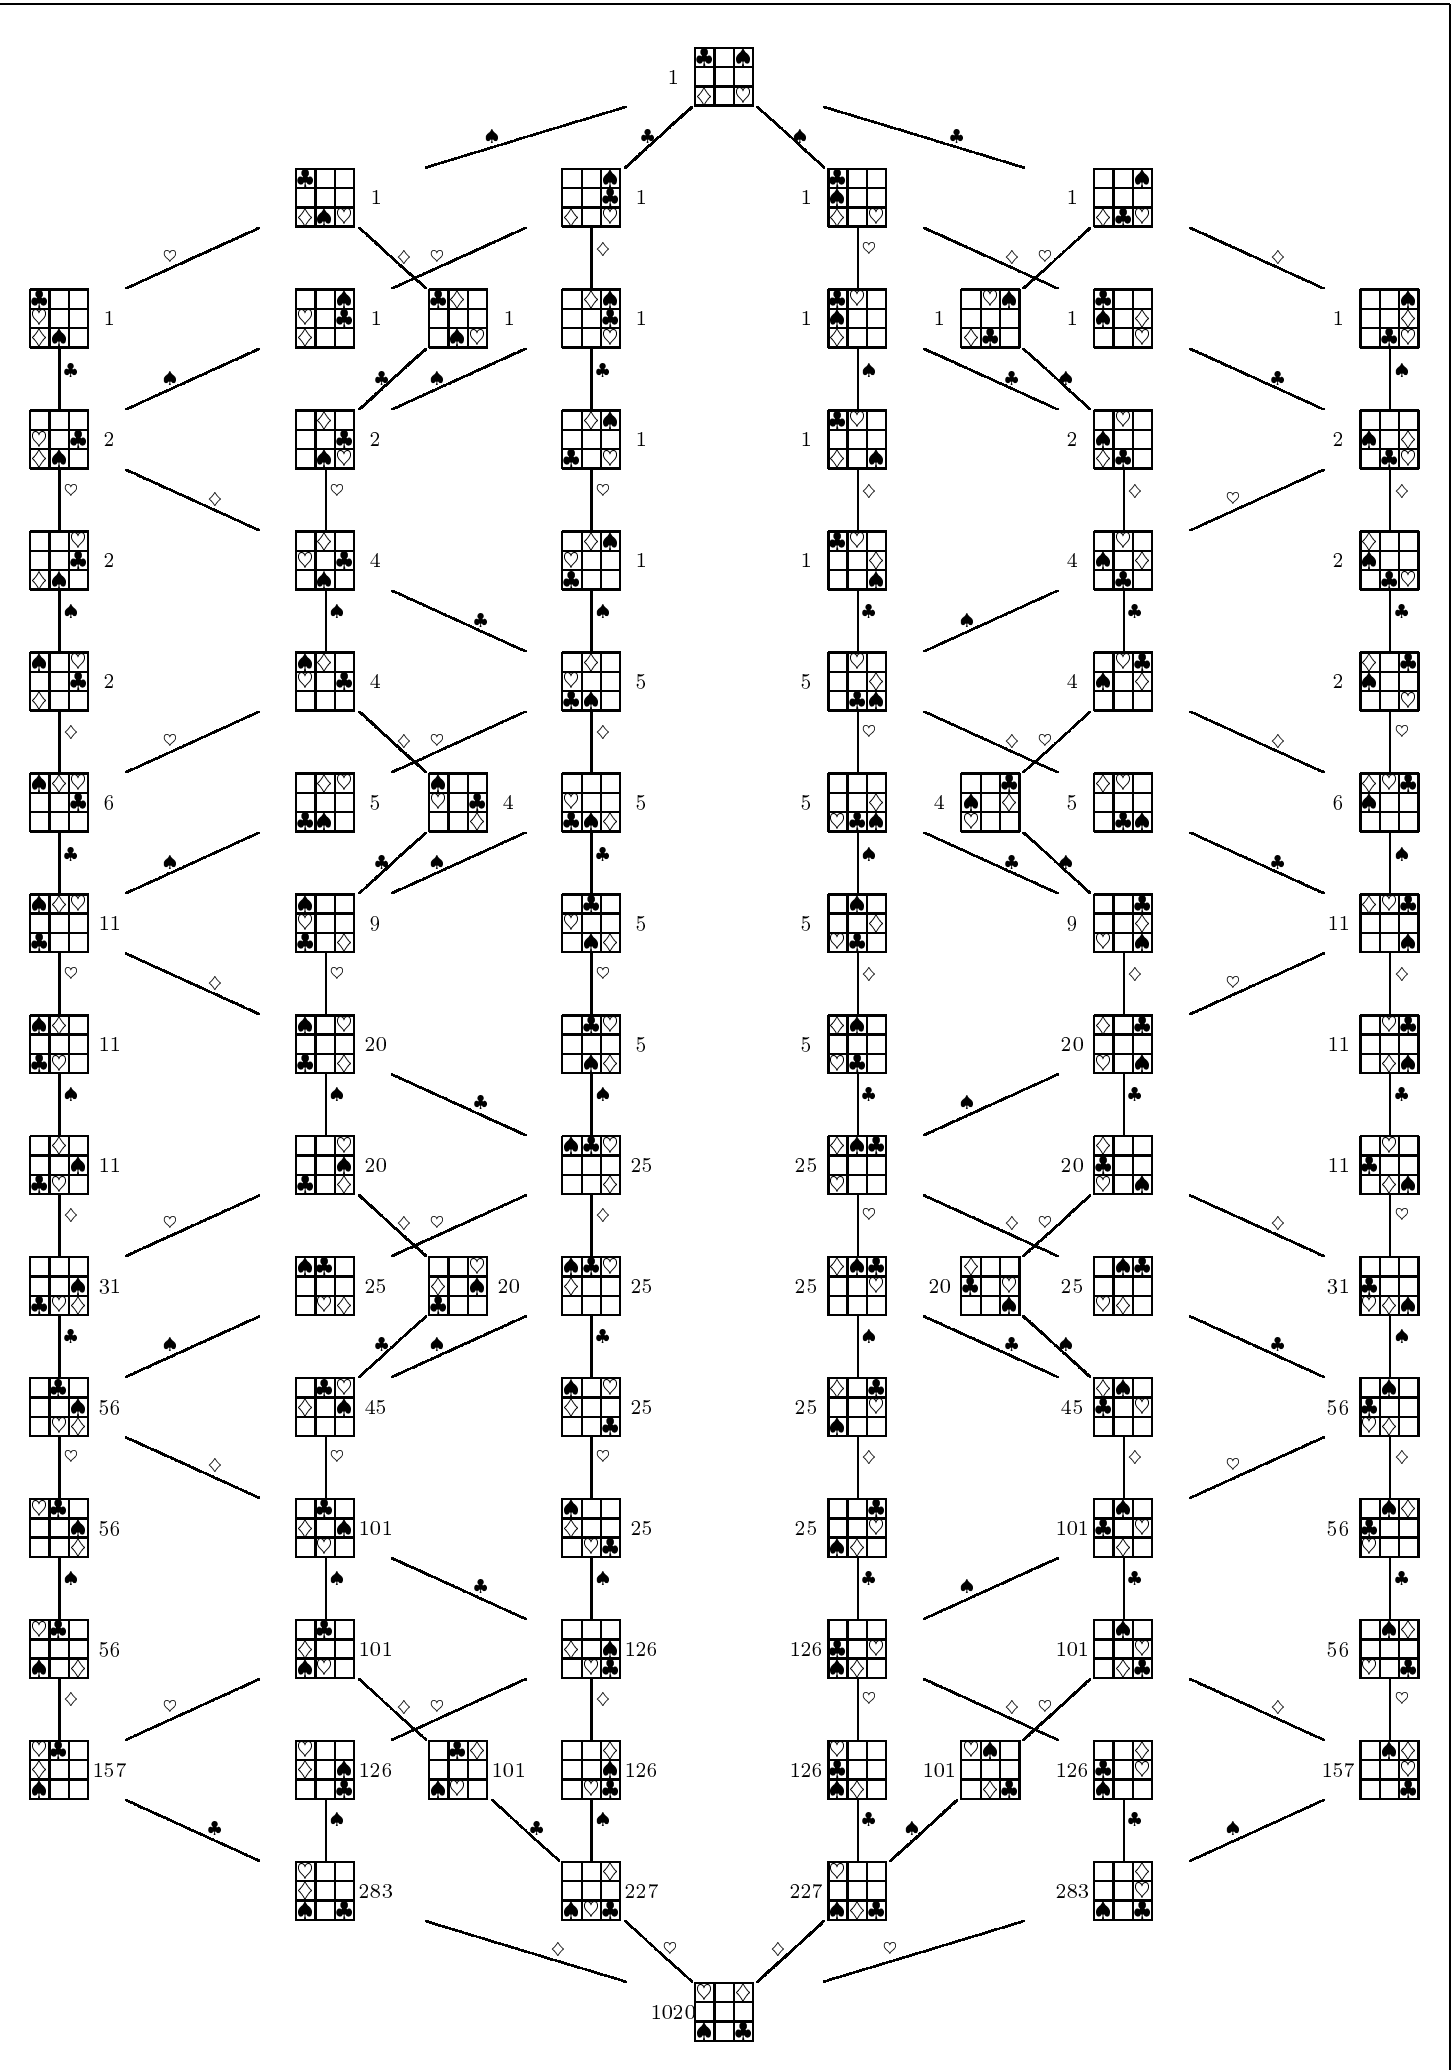 1
♠ ♣ ♠ ♣
1 1 1 1
♡ ♢ ♡ ♢ ♡ ♢ ♡ ♢
1 1 1 1 1 1 1 1
♣ ♠ ♣ ♠ ♣ ♠ ♣ ♠ ♣ ♠
2 2 1 1 2 2
♡ ♢ ♡ ♡ ♢ ♢ ♡ ♢
2 4 1 1 4 2
♠ ♠ ♣ ♠ ♣ ♠ ♣ ♣
2 4 5 5 4 2
♢ ♡ ♢ ♡ ♢ ♡ ♢ ♡ ♢ ♡
6 5 4 5 5 4 5 6
♣ ♠ ♣ ♠ ♣ ♠ ♣ ♠ ♣ ♠
11 9 5 5 9 11
♡ ♢ ♡ ♡ ♢ ♢ ♡ ♢
11 20 5 5 20 11
♠ ♠ ♣ ♠ ♣ ♠ ♣ ♣
11 20 25 25 20 11
♢ ♡ ♢ ♡ ♢ ♡ ♢ ♡ ♢ ♡
31 25 20 25 25 20 25 31
♣ ♠ ♣ ♠ ♣ ♠ ♣ ♠ ♣ ♠
56 45 25 25 45 56
♡ ♢ ♡ ♡ ♢ ♢ ♡ ♢
56 101 25 25 101 56
♠ ♠ ♣ ♠ ♣ ♠ ♣ ♣
56 101 126 126 101 56
♢ ♡ ♢ ♡ ♢ ♡ ♢ ♡ ♢ ♡
157 126 101 126 126 101 126 157
♣ ♠ ♣ ♠ ♣ ♠ ♣ ♠
283 227 227 283
♢ ♡ ♢ ♡
1020